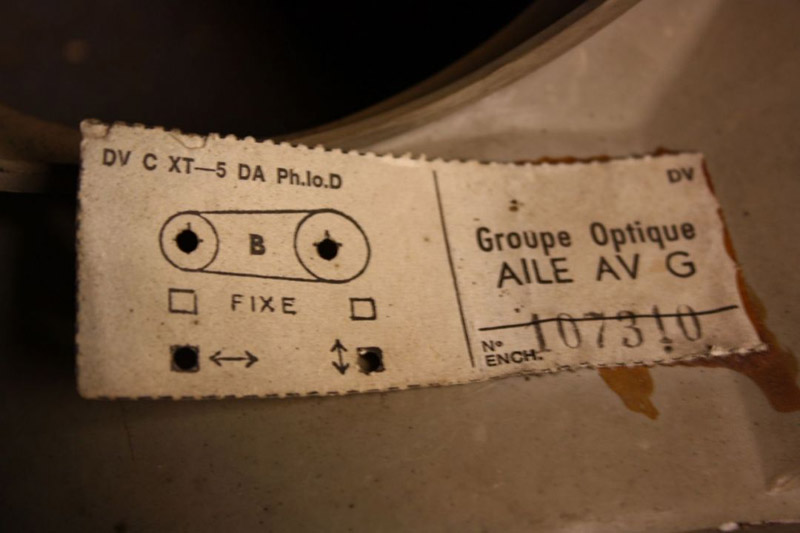 DV C XT—5 DA Ph.Io.D
B
FIXE
DV
Groupe Optique
AILE AV G
N°
ENCH.
107310